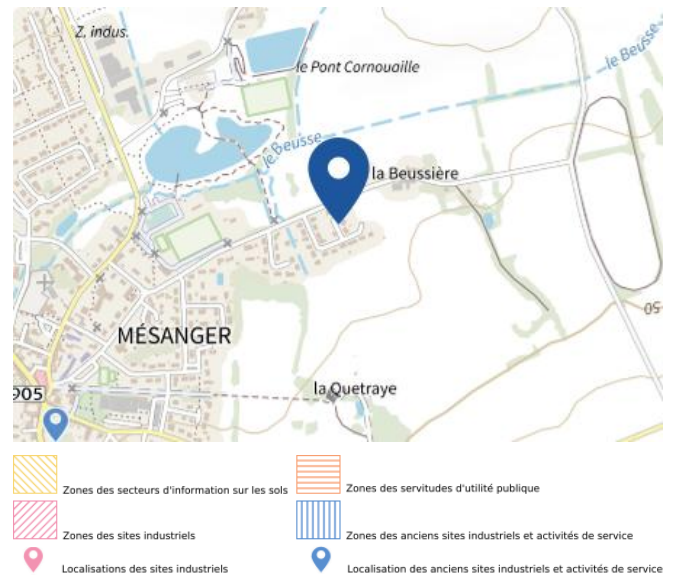 Z. indus.
le Pont Cornouaille
le Beusse
le Beusse
la Beussière
MÉSANGER
50
la Quetraye
905
Zones des secteurs d'information sur les sols
Zones des servitudes d'utilité publique
Zones des sites industriels
Zones des anciens sites industriels et activités de service
Localisations des sites industriels
Localisation des anciens sites industriels et activités de service